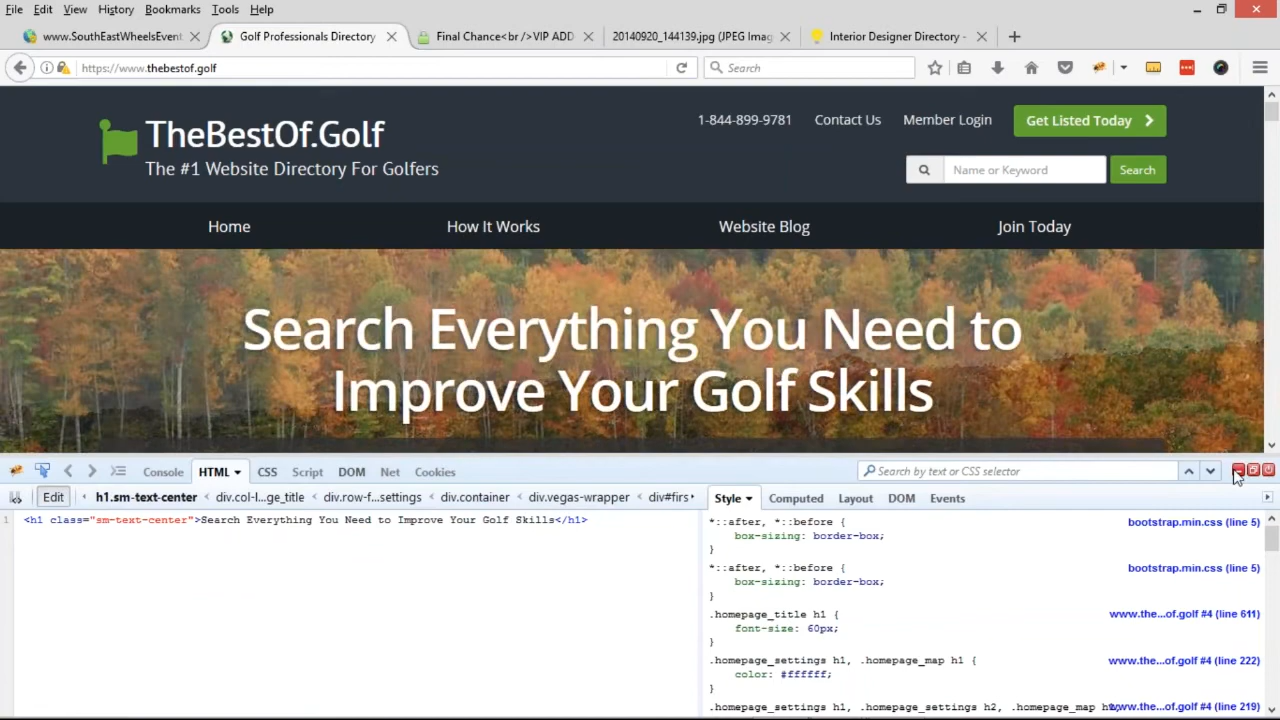 File Edit View History Bookmarks Tools Help
www.SouthEastWheelsEvent
Golf Professionals Directory
Final Chance<br />VIP ADD
20140920_144139.jpg (JPEG Imag
Interior Designer Directory -
https://www.thebestof.golf
Search
TheBestOf.Golf
The #1 Website Directory For Golfers
1-844-899-9781 Contact Us Member Login Get Listed Today
Name or Keyword Search
Home How It Works Website Blog Join Today
Search Everything You Need to
Improve Your Golf Skills
Console HTML CSS Script DOM Net Cookies
Search by text or CSS selector
Edit h1.sm-text-center div.col-l...ge_title div.row-f...settings div.container div.vegas-wrapper div#firs
Style Computed Layout DOM Events
1 <h1 class="sm-text-center">Search Everything You Need to Improve Your Golf Skills</h1>
*::after, *::before { bootstrap.min.css (line 5)
box-sizing: border-box;
}
*::after, *::before { bootstrap.min.css (line 5)
box-sizing: border-box;
}
.homepage_title h1 { www.the...of.golf #4 (line 611)
font-size: 60px;
}
.homepage_settings h1, .homepage_map h1 { www.the...of.golf #4 (line 222)
color: #ffffff;
}
.homepage_settings h1, .homepage_settings h2, .homepage_map h www.the...of.golf #4 (line 219)